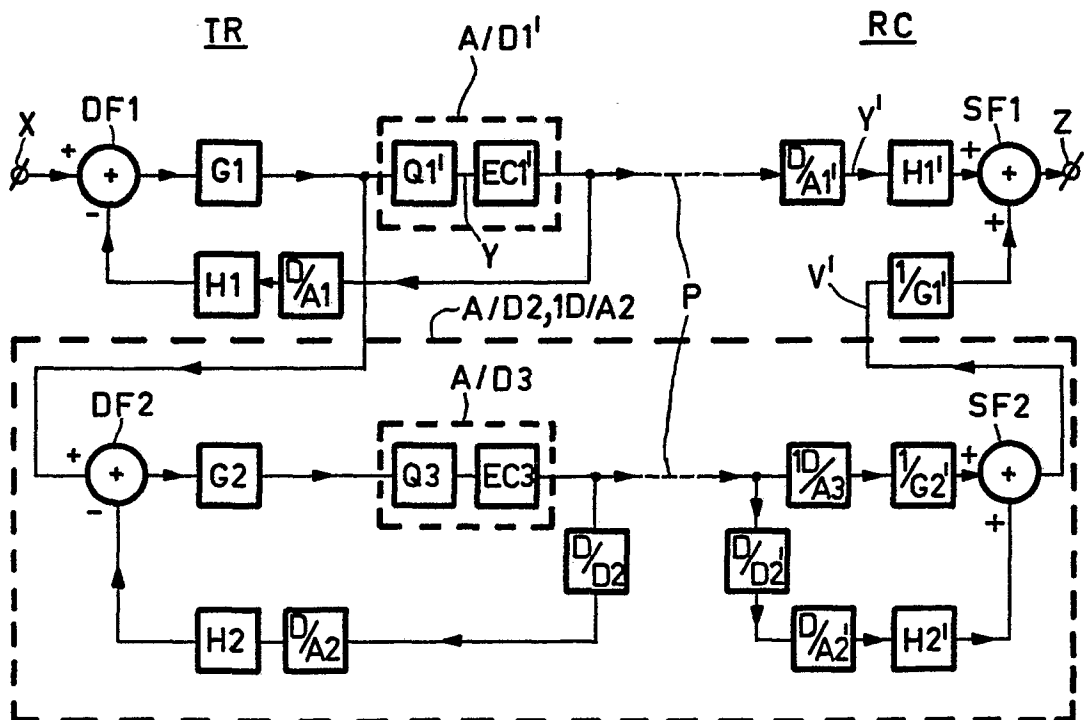 TR
RC
A/D1'
X
DF1
+
+
-
G1
Q1'
EC1'
Y
H1
D/A1
P
D/A1'
Y'
H1'
SF1
+
+
+
Z
V'
1/G1'
A/D2,1D/A2
DF2
+
+
-
G2
A/D3
Q3
EC3
D/D2
H2
D/A2
1D/A3
1/G2'
SF2
+
+
+
D/D2'
D/A2'
H2'